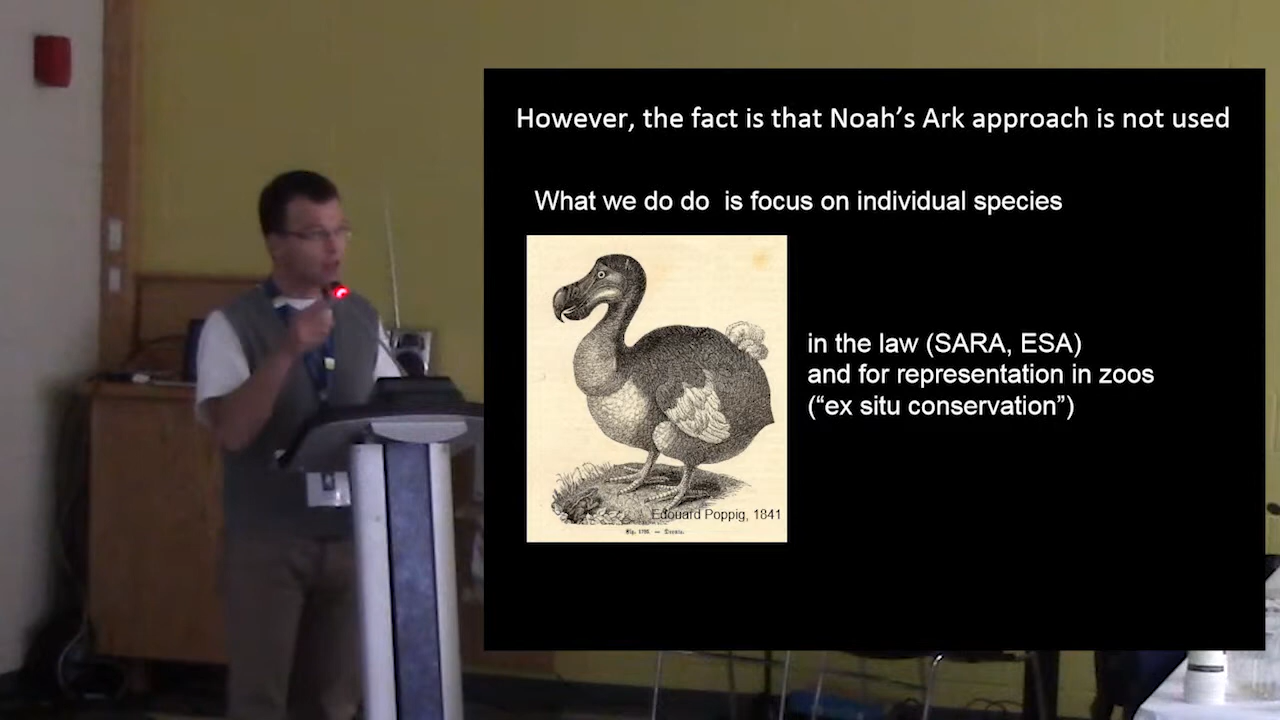 However, the fact is that Noah's Ark approach is not used
What we do do  is focus on individual species
in the law (SARA, ESA)
and for representation in zoos
(“ex situ conservation”)
Edouard Poppig, 1841